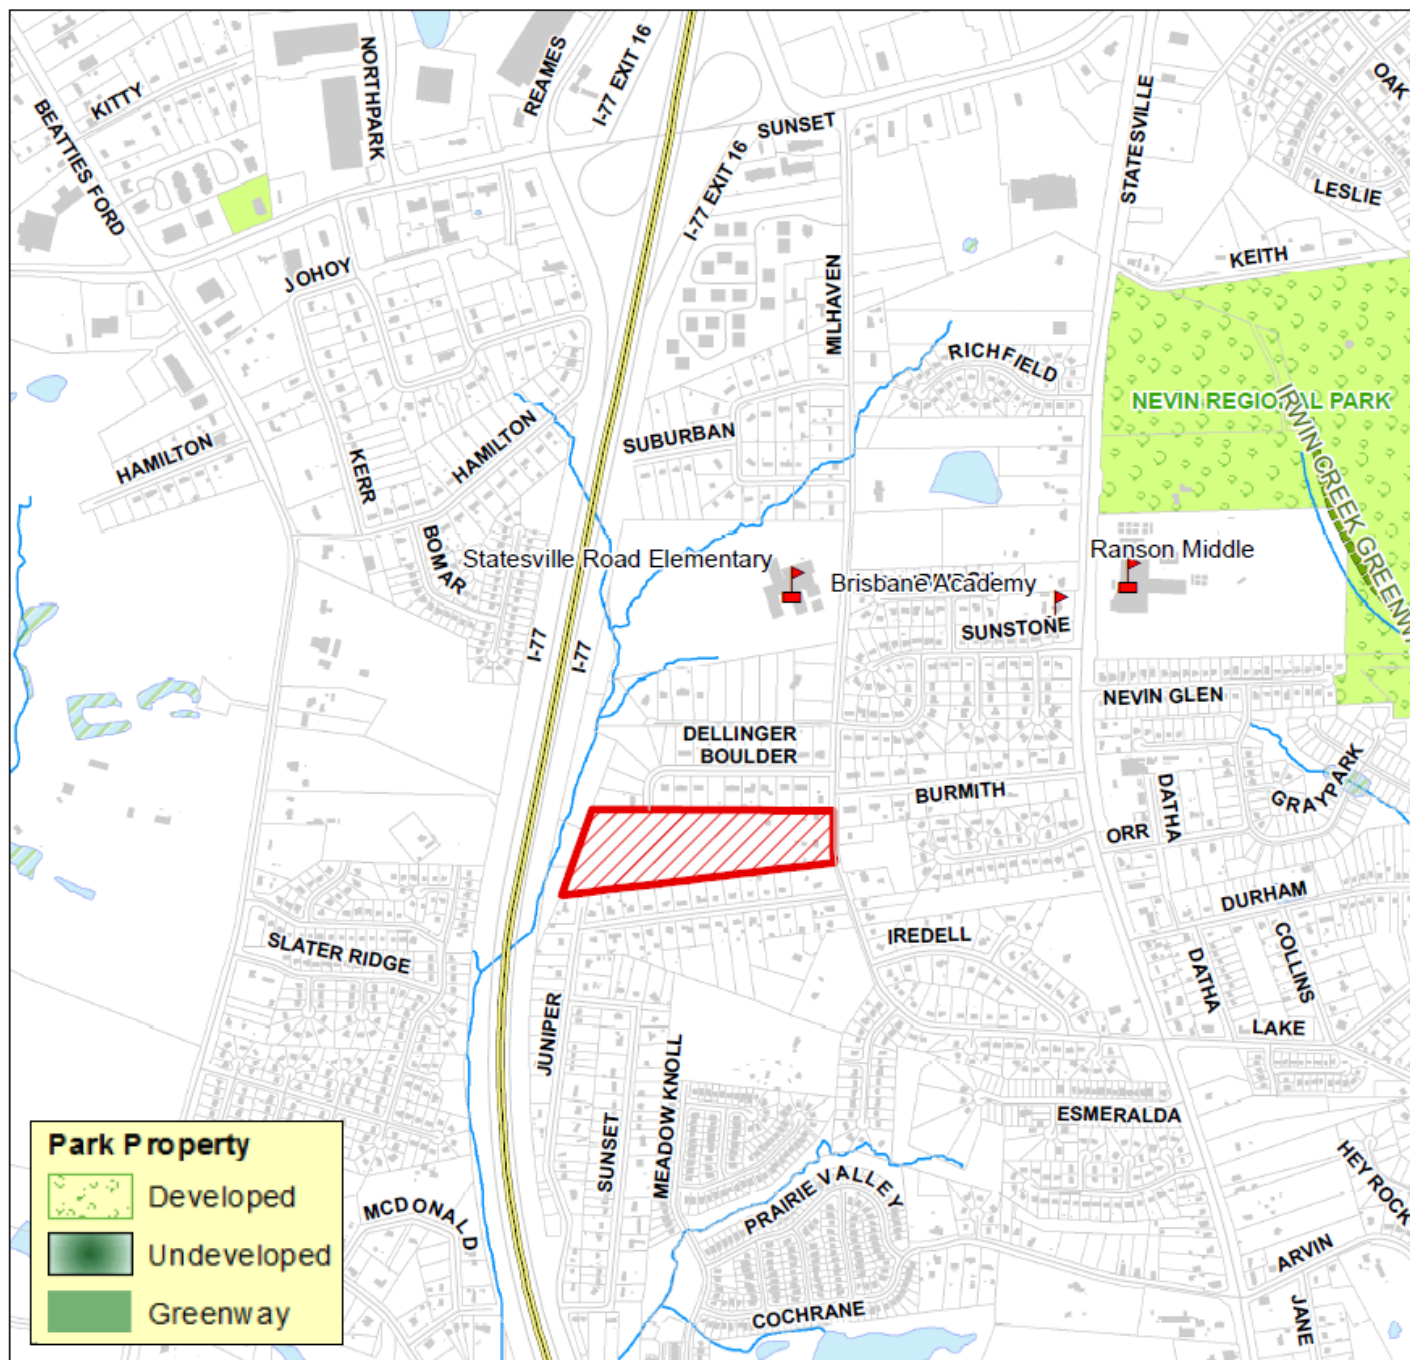 NORTHPARK
REAMES
I-77 EXIT 16
OAK
KITTY
BEATTIES FORD
SUNSET
STATESVILLE
I-77 EXIT 16
LESLIE
KEITH
JOHOY
MILHAVEN
RICHFIELD
NEVIN REGIONAL PARK
IRWIN CREEK GREENW
HAMILTON
HAMILTON
SUBURBAN
KERR
BOMAR
Statesville Road Elementary
Ranson Middle
Brisbane Academy
SUNSTONE
I-77
I-77
NEVIN GLEN
DELLINGER
BOULDER
BURMITH
DATHA
GRAYPARK
ORR
DURHAM
IREDELL
SLATER RIDGE
COLLINS
DATHA
JUNIPER
LAKE
MEADOW KNOLL
SUNSET
ESMERALDA
HEYROCK
PRAIRIE VALLEY
MCDONALD
ARVIN
COCHRANE
JANE
Park Property
Developed
Undeveloped
Greenway